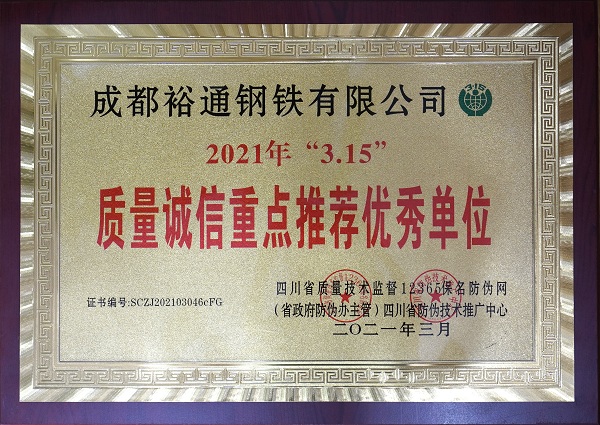 成都裕通钢铁有限公司
3.15
2021年“3.15”
质量诚信重点推荐优秀单位
四川省质量技术监督12365保名防伪网
证书编号:SCZJ202103046cFG
(省政府防伪办主管)四川省防伪技术推广中心
二〇二一年三月